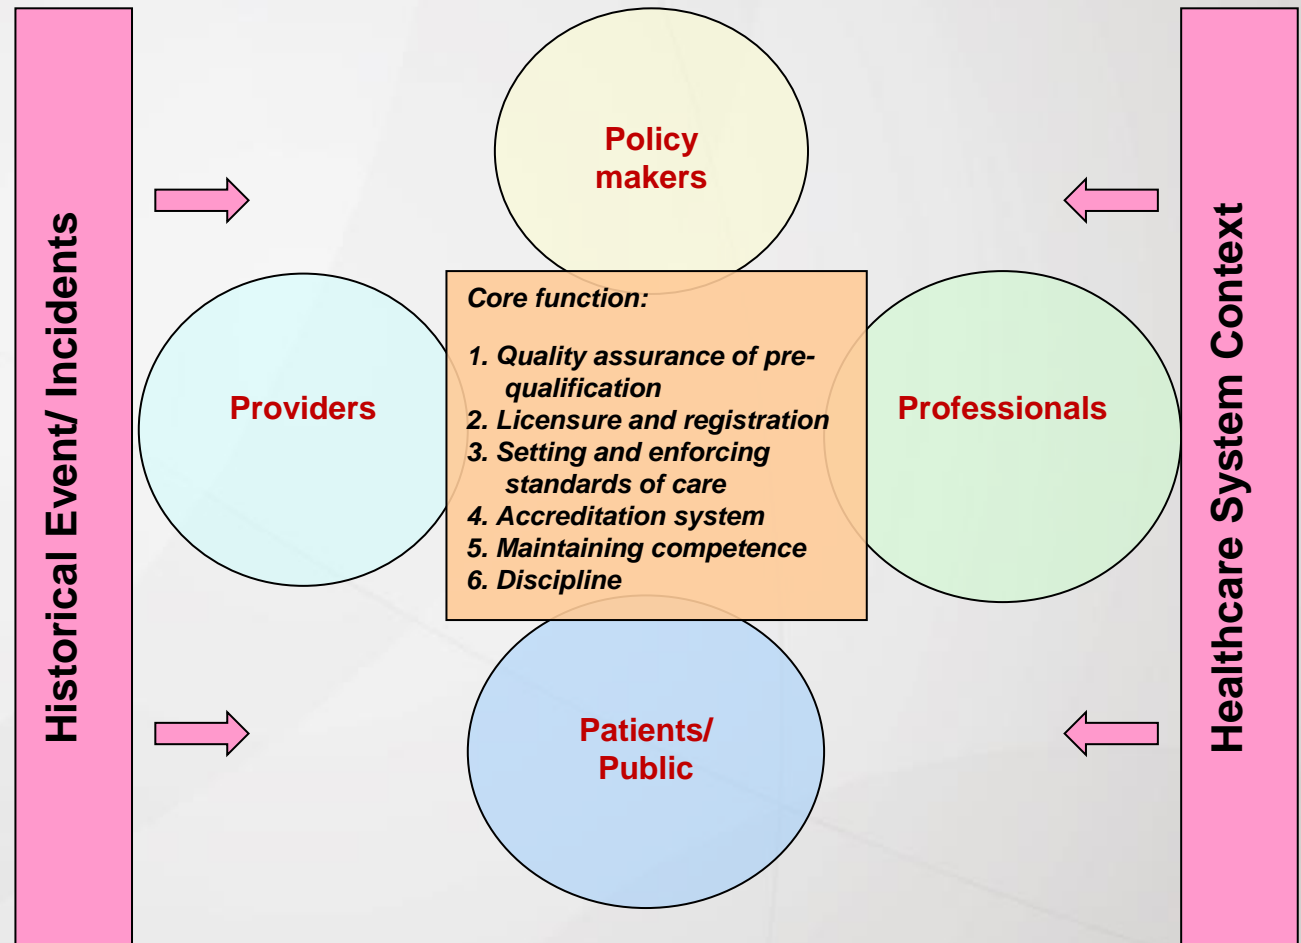 Historical Event/ Incidents
Policy
makers
Providers
Core function:
1. Quality assurance of pre-
qualification
2. Licensure and registration
3. Setting and enforcing
standards of care
4. Accreditation system
5. Maintaining competence
6. Discipline
Professionals
Patients/
Public
Healthcare System Context